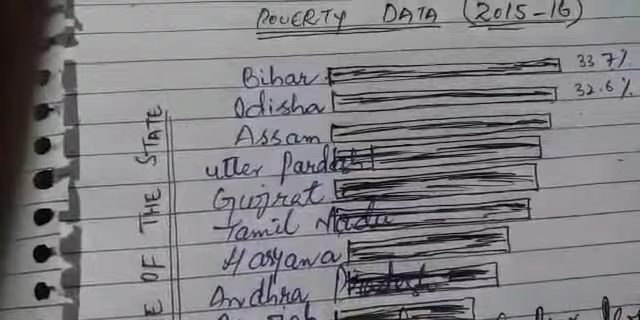 POVERTY DATA (2015-16)
Bihar 33.7%
Odisha 32.6%
Assam
utter Pardesh
Gujrat
Tamil Nadu
Haryana
Andhra Pradesh
E OF THE STATE